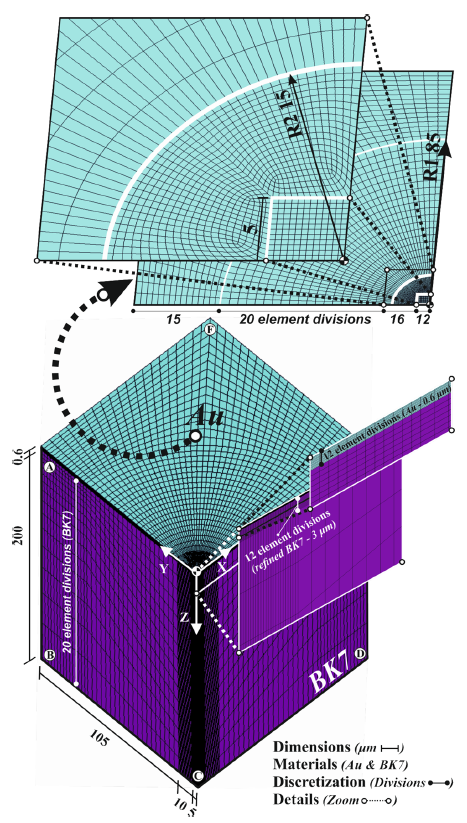 R2 15
5
R1 85
15 20 element divisions 16 12
F
Au
12 element divisions (Au - 0.6 µm)
0.6
A
200
20 element divisions (BK7)
12 element divisions
(refined BK7 - 3 µm)
Y X
Z
B
D
BK7
105
C
10
5
Dimensions (µm)
Materials (Au & BK7)
Discretization (Divisions)
Details (Zoom)